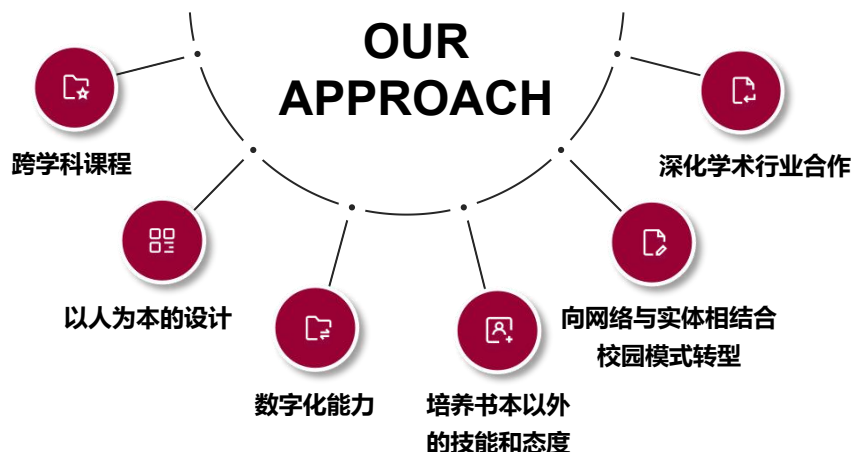 OUR
APPROACH
跨学科课程
以人为本的设计
数字化能力
培养书本以外
的技能和态度
向网络与实体相结合
校园模式转型
深化学术行业合作